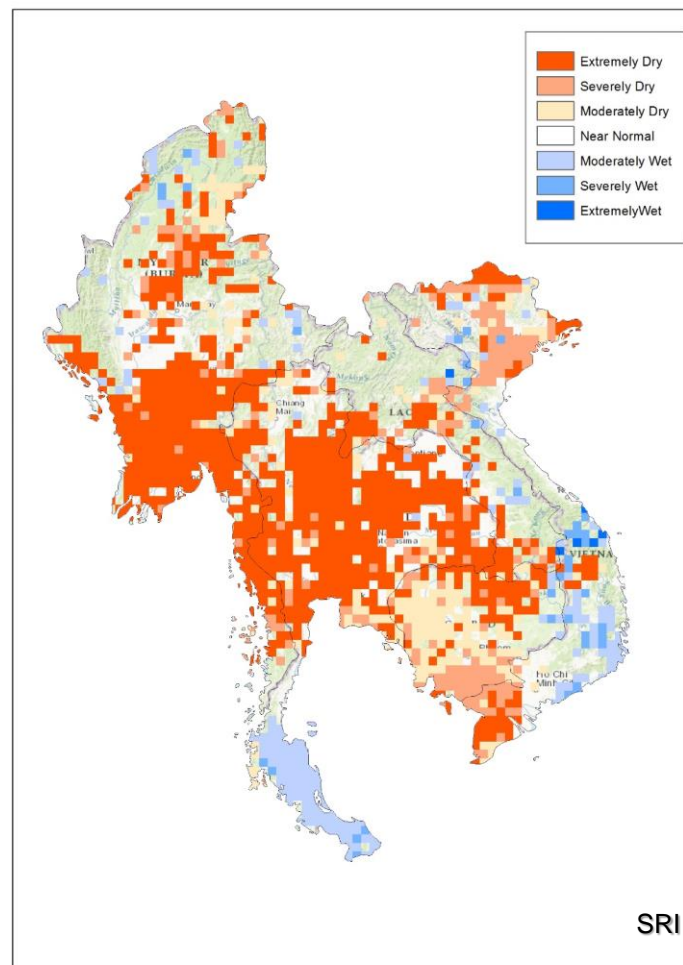 Extremely Dry
Severely Dry
Moderately Dry
Near Normal
Moderately Wet
Severely Wet
ExtremelyWet
(BUR
Chiang
Mai
LAO
VIETNA
Ho Chi
Minh
SRI